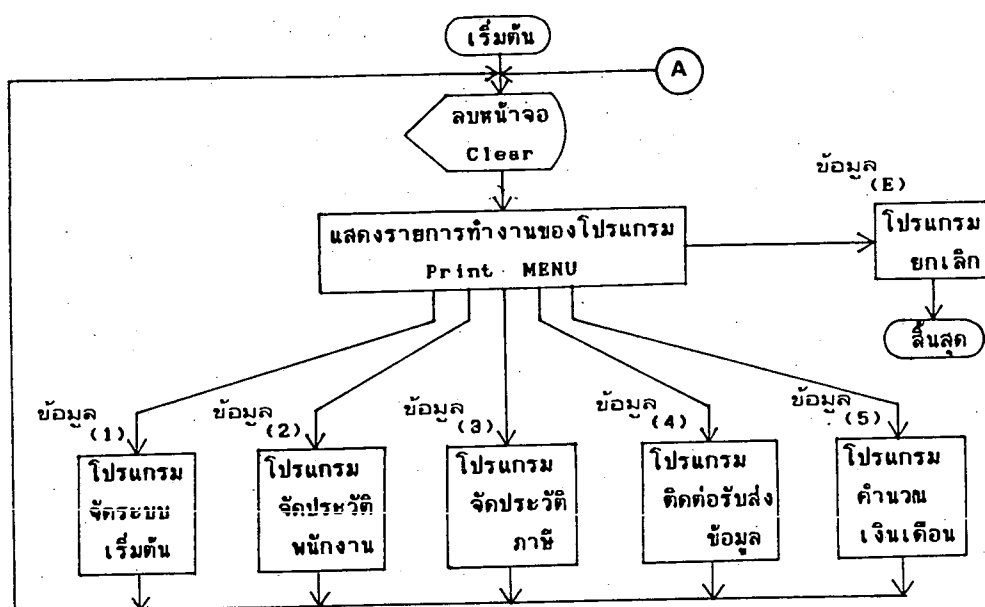 เริ่มต้น
A
ลบหน้าจอ
Clear
ข้อมูล (E)
แสดงรายการทำงานของโปรแกรม
Print MENU
โปรแกรม
ยกเลิก
สิ้นสุด
ข้อมูล (1)
โปรแกรม
จัดระบบ
เริ่มต้น
ข้อมูล (2)
โปรแกรม
จัดประวัติ
พนักงาน
ข้อมูล (3)
โปรแกรม
จัดประวัติ
ภาษี
ข้อมูล (4)
โปรแกรม
ติดต่อรับส่ง
ข้อมูล
ข้อมูล (5)
โปรแกรม
คำนวณ
เงินเดือน